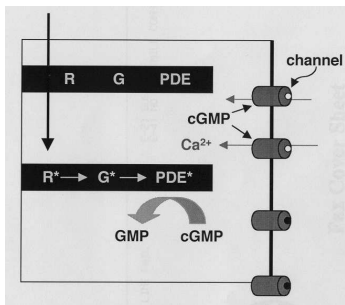 channel
R G PDE
cGMP
Ca²⁺
R* → G* → PDE*
GMP cGMP